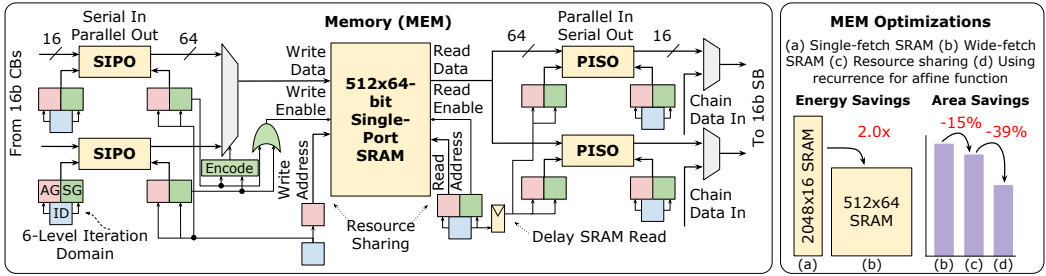 Serial In
Parallel Out
Memory (MEM)
Parallel In
Serial Out
16
64
64
16
From 16b CBs
SIPO
SIPO
AG SG
ID
6-Level Iteration
Domain
Encode
Write
Data
Write
Enable
Write
Address
512x64-
bit
Single-
Port
SRAM
Read
Data
Read
Enable
Read
Address
Resource
Sharing
PISO
PISO
Delay SRAM Read
Chain
Data In
Chain
Data In
To 16b SB
MEM Optimizations
(a) Single-fetch SRAM (b) Wide-fetch
SRAM (c) Resource sharing (d) Using
recurrence for affine function
Energy Savings
Area Savings
2048x16 SRAM
2.0x
512x64
SRAM
(a)
(b)
-15%
-39%
(b) (c) (d)